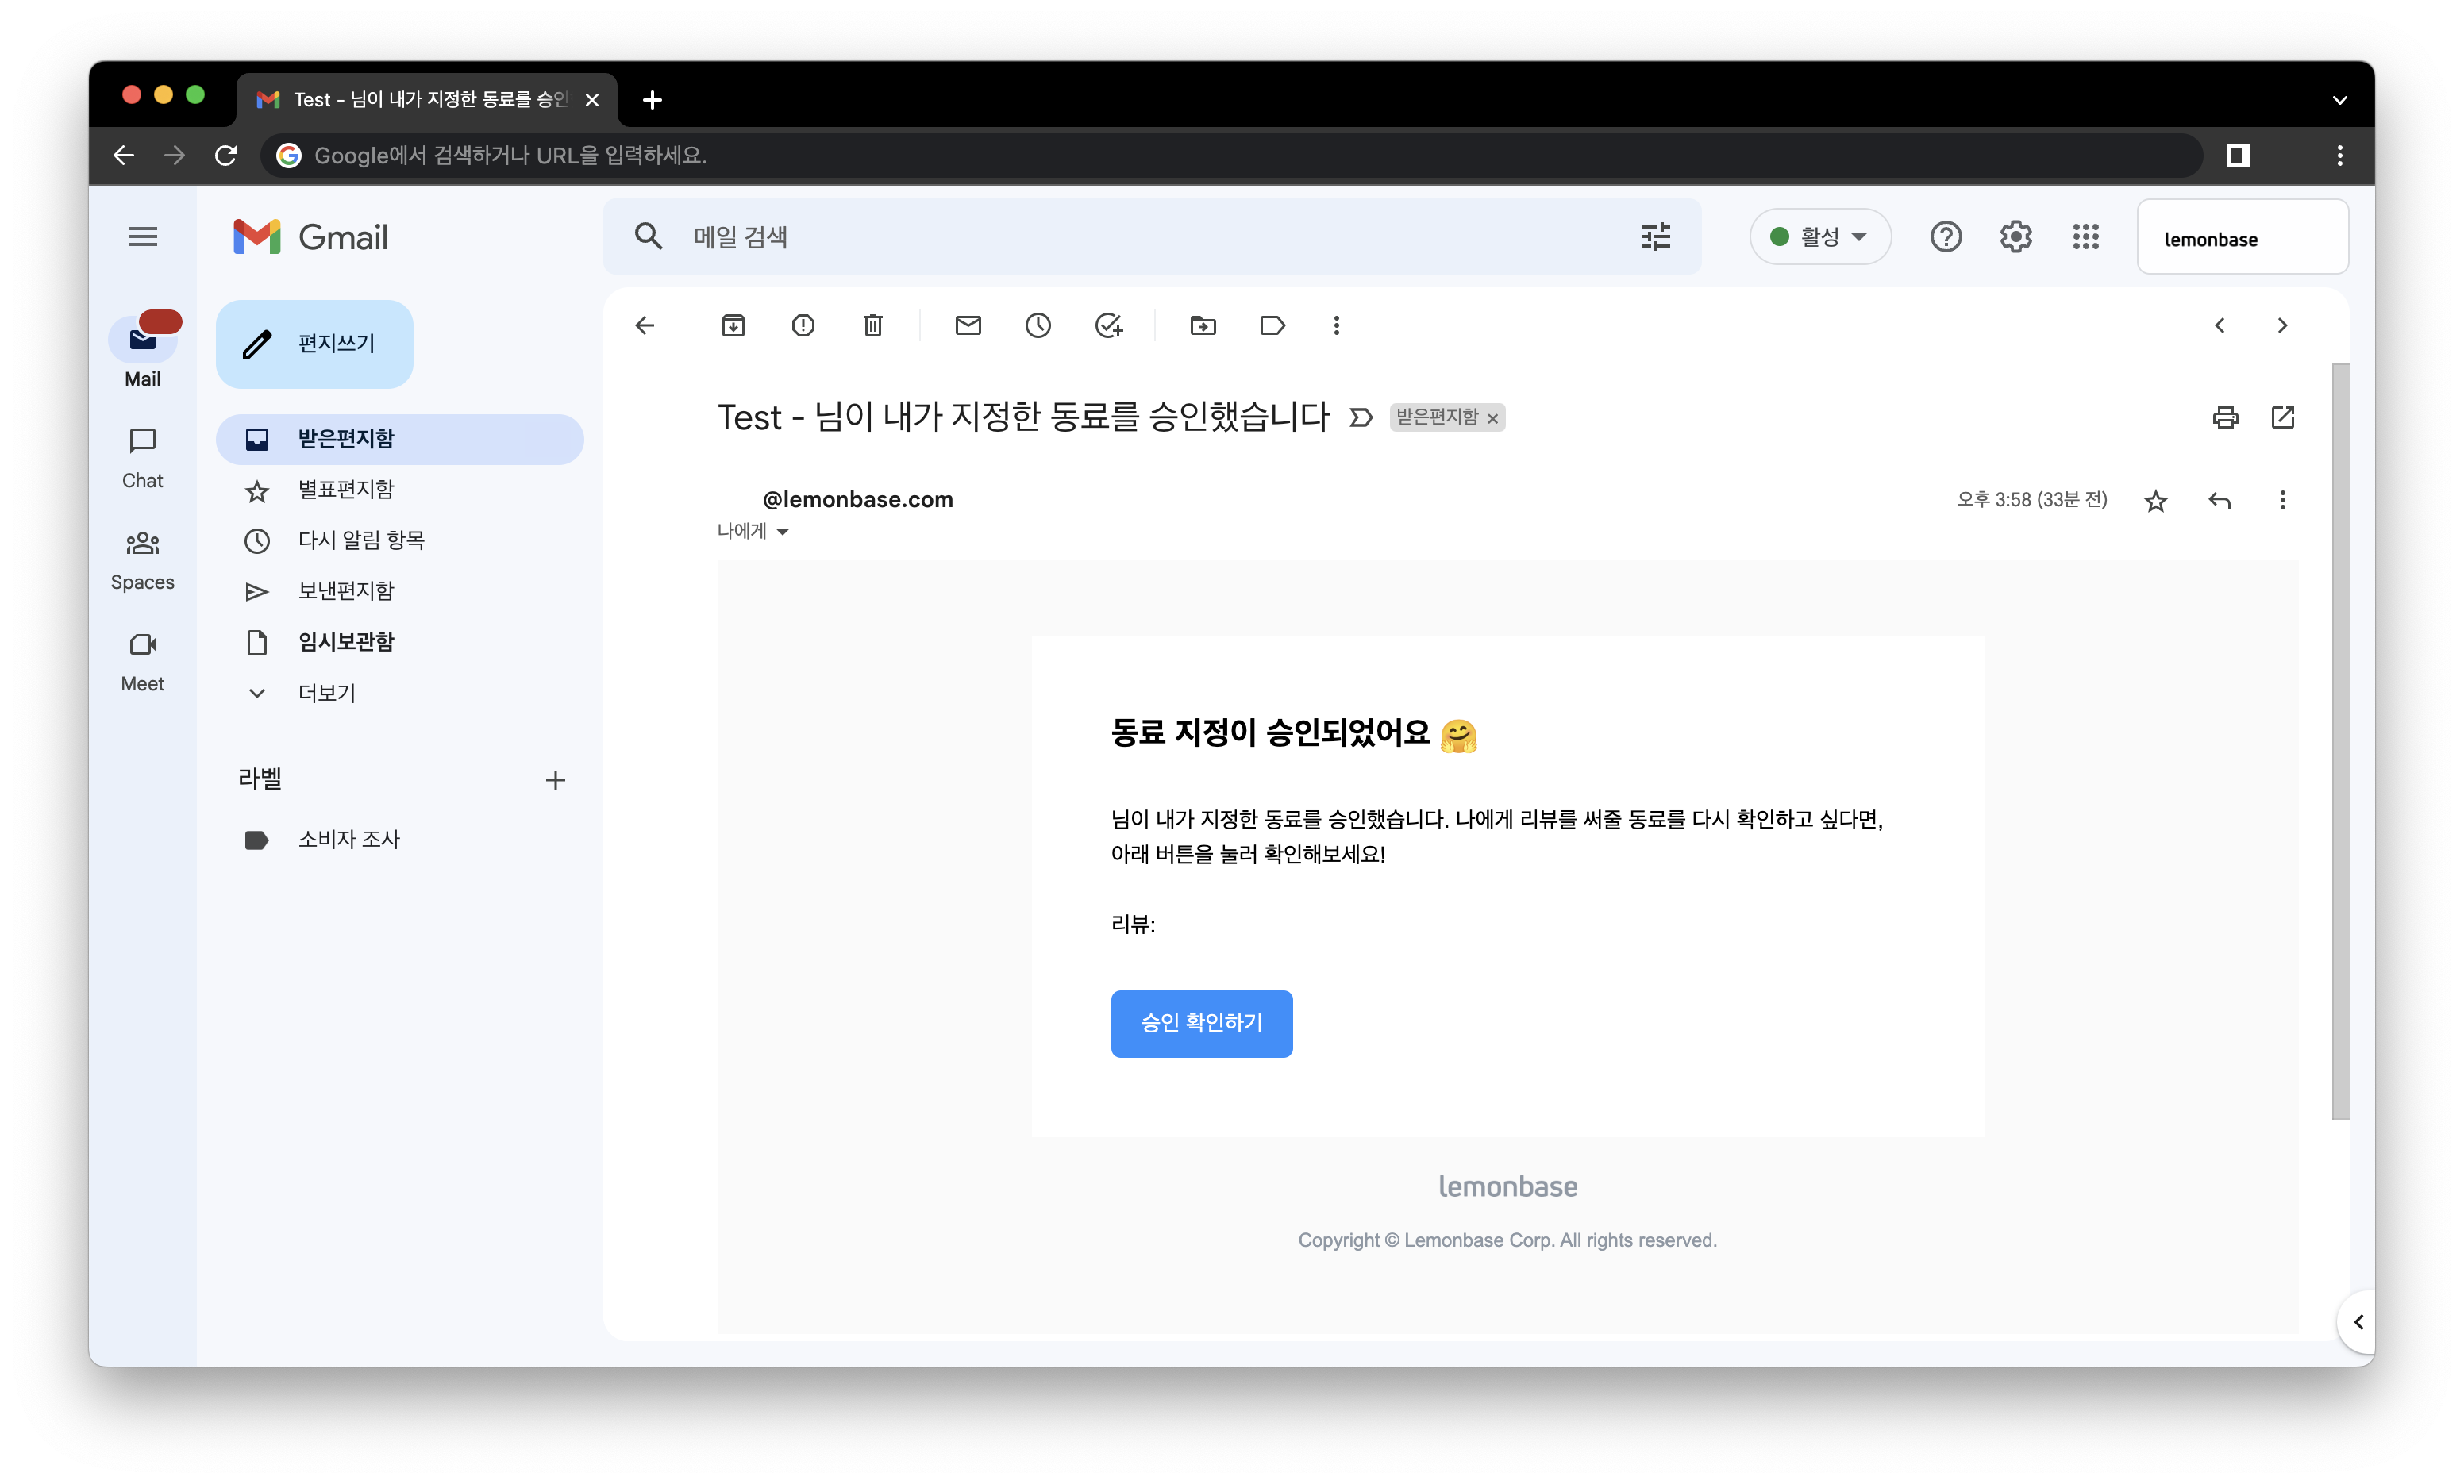 Test - 님이 내가 지정한 동료를 승인
Google에서 검색하거나 URL을 입력하세요.
Gmail
메일 검색
활성
lemonbase
Mail
Chat
Spaces
Meet
편지쓰기
받은편지함
별표편지함
다시 알림 항목
보낸편지함
임시보관함
더보기
라벨
소비자 조사
Test - 님이 내가 지정한 동료를 승인했습니다
받은편지함 ×
@lemonbase.com
오후 3:58 (33분 전)
나에게
동료 지정이 승인되었어요 🤗
님이 내가 지정한 동료를 승인했습니다. 나에게 리뷰를 써줄 동료를 다시 확인하고 싶다면,
아래 버튼을 눌러 확인해보세요!
리뷰:
승인 확인하기
lemonbase
Copyright © Lemonbase Corp. All rights reserved.